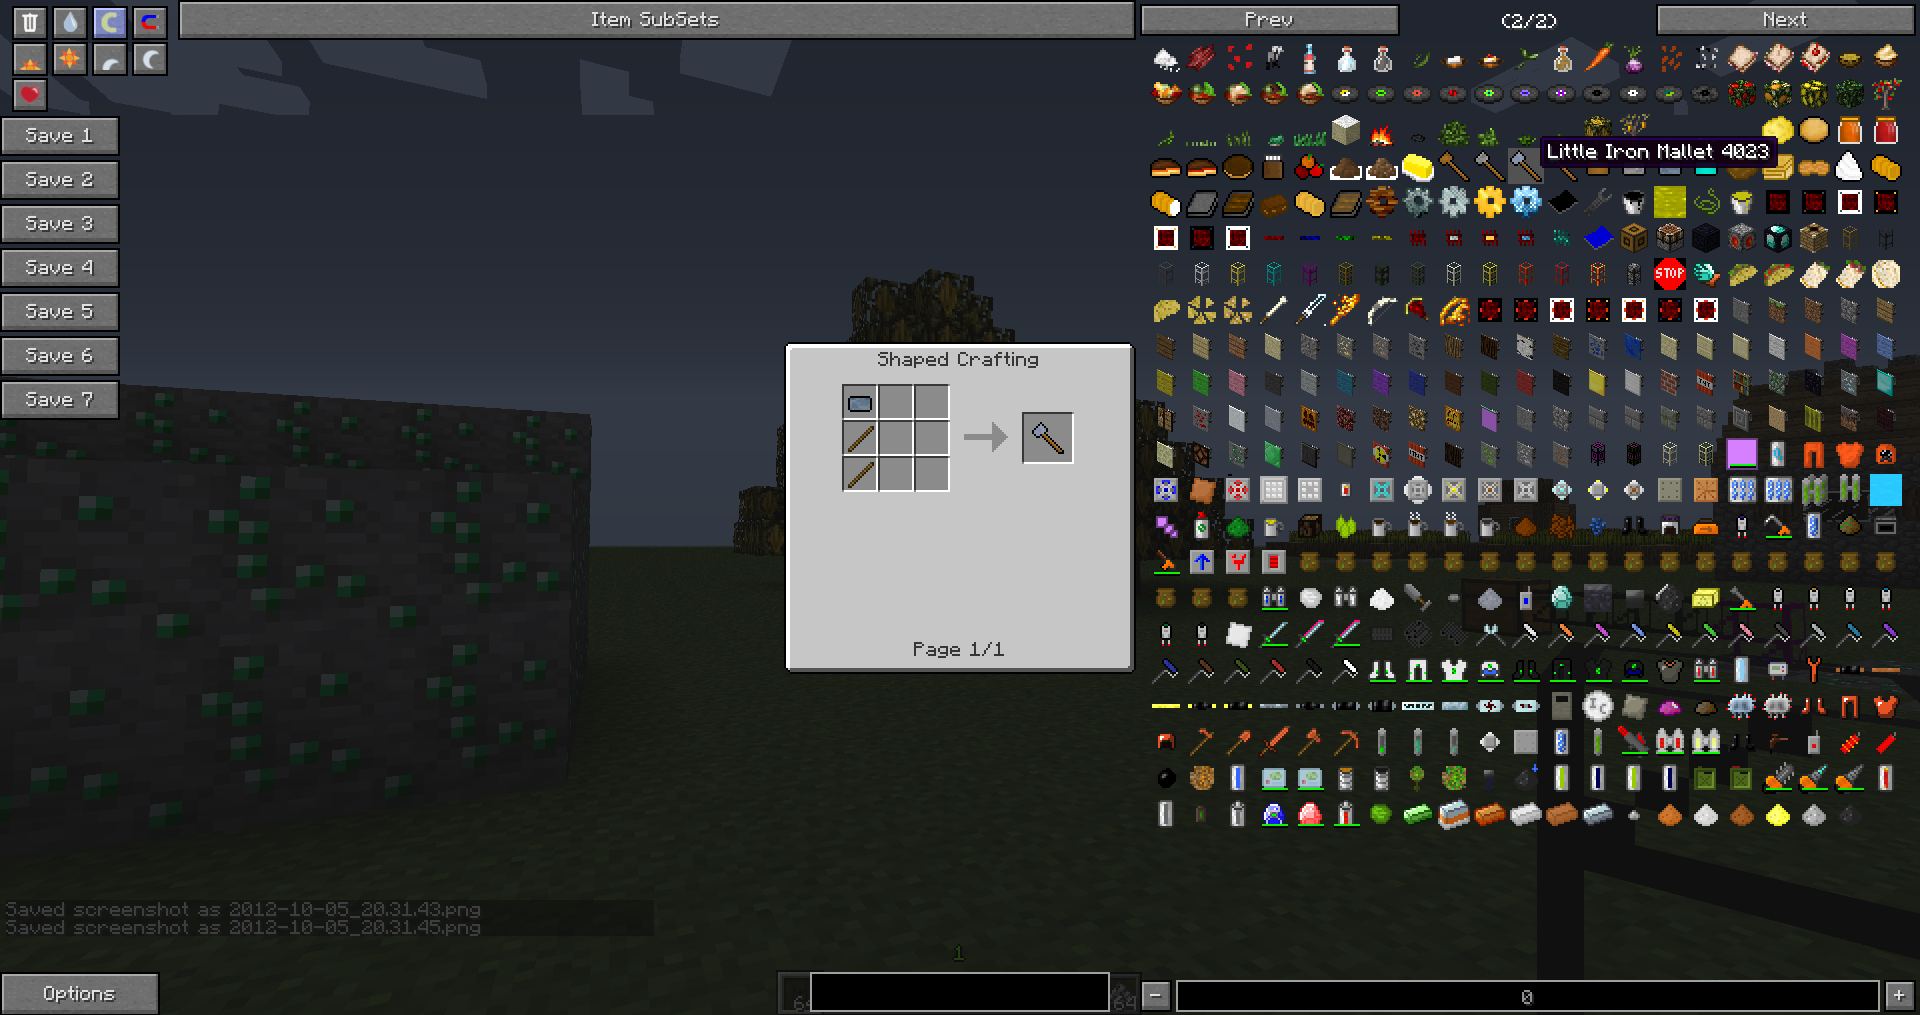 Item SubSets
Prev
(2/2)
Next
Save 1
Save 2
Save 3
Save 4
Save 5
Save 6
Save 7
Little Iron Mallet 4023
STOP
Shaped Crafting
Page 1/1
Saved screenshot as 2012-10-05_20.31.43.png
Saved screenshot as 2012-10-05_20.31.45.png
1
Options
64
64
-
0
+